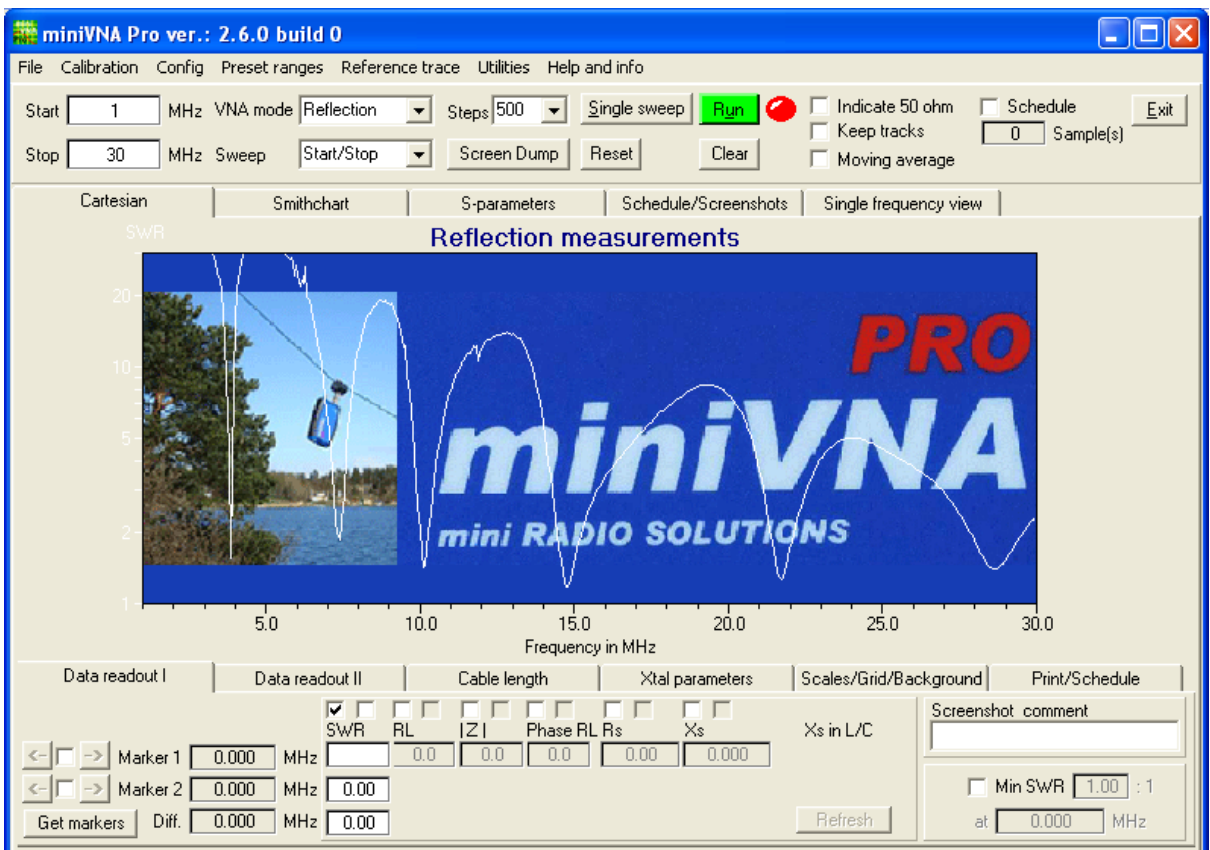 miniVNA Pro ver.: 2.6.0 build 0
File Calibration Config Preset ranges Reference trace Utilities Help and info
Start 1 MHz VNA mode Reflection Steps 500 Single sweep Run Indicate 50 ohm Schedule Exit
Keep tracks 0 Sample(s)
Stop 30 MHz Sweep Start/Stop Screen Dump Reset Clear Moving average
Cartesian Smithchart S-parameters Schedule/Screenshots Single frequency view
SWR Reflection measurements
20
PRO
10
miniVNA
5
2
mini RADIO SOLUTIONS
1
5.0 10.0 15.0 20.0 25.0 30.0
Frequency in MHz
Data readout I Data readout II Cable length Xtal parameters Scales/Grid/Background Print/Schedule
SWR RL |Z| Phase RL Rs Xs Xs in L/C Screenshot comment
<- -> Marker 1 0.000 MHz 0.0 0.0 0.0 0.00 0.000
<- -> Marker 2 0.000 MHz 0.00 Min SWR 1.00 : 1
Get markers Diff. 0.000 MHz 0.00 Refresh at 0.000 MHz